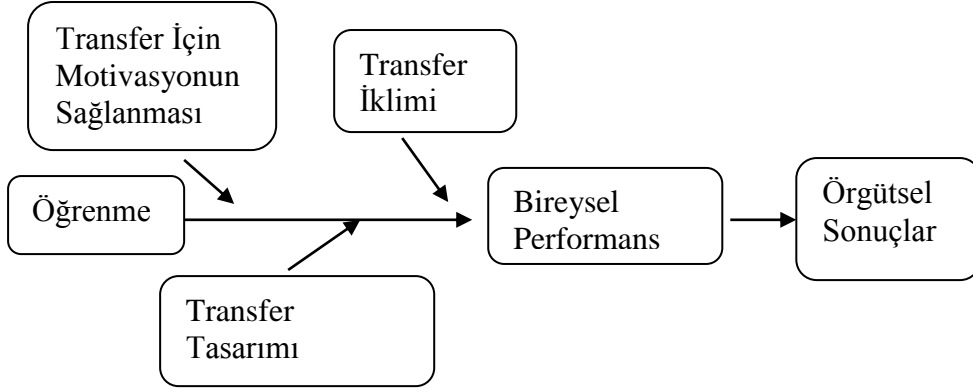 Transfer İçin
Motivasyonun
Sağlanması
Transfer
İklimi
Öğrenme
Bireysel
Performans
Örgütsel
Sonuçlar
Transfer
Tasarımı